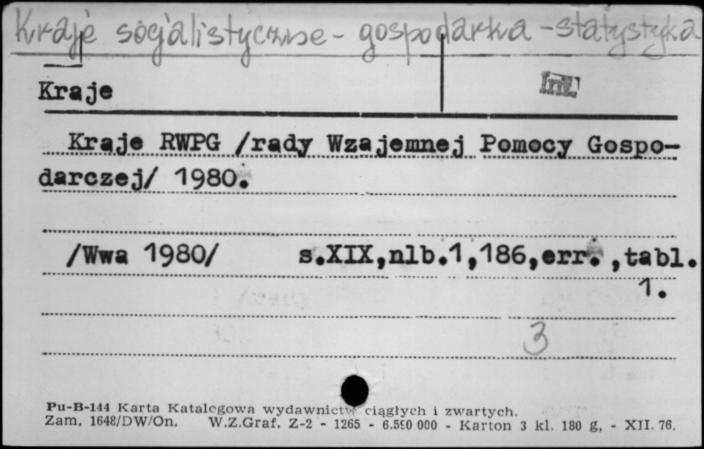 Kraje socjalistyczne - gospodarka - statystyka
Kraje
Kraje RWPG /rady Wzajemnej Pomocy Gospo-
darczej/ 1980.
/Wwa 1980/ s.XIX,nlb.1,186,err.,tabl.
1.
3
Pu-B-144 Karta Katalogowa wydawnictw ciągłych i zwartych.
Zam. 1648/DW/On. W.Z.Graf. Z-2 - 1265 - 6.590 000 - Karton 3 kl. 180 g. - XII. 76.